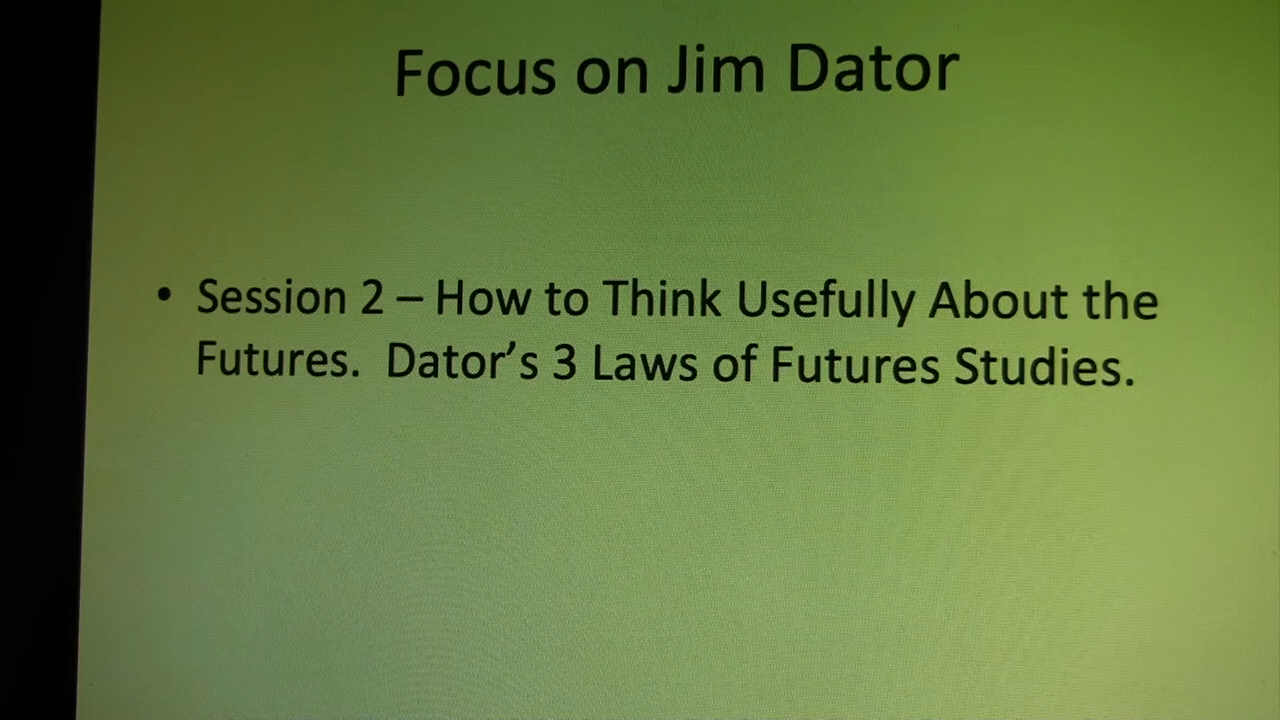 Focus on Jim Dator
• Session 2 – How to Think Usefully About the
Futures.  Dator’s 3 Laws of Futures Studies.